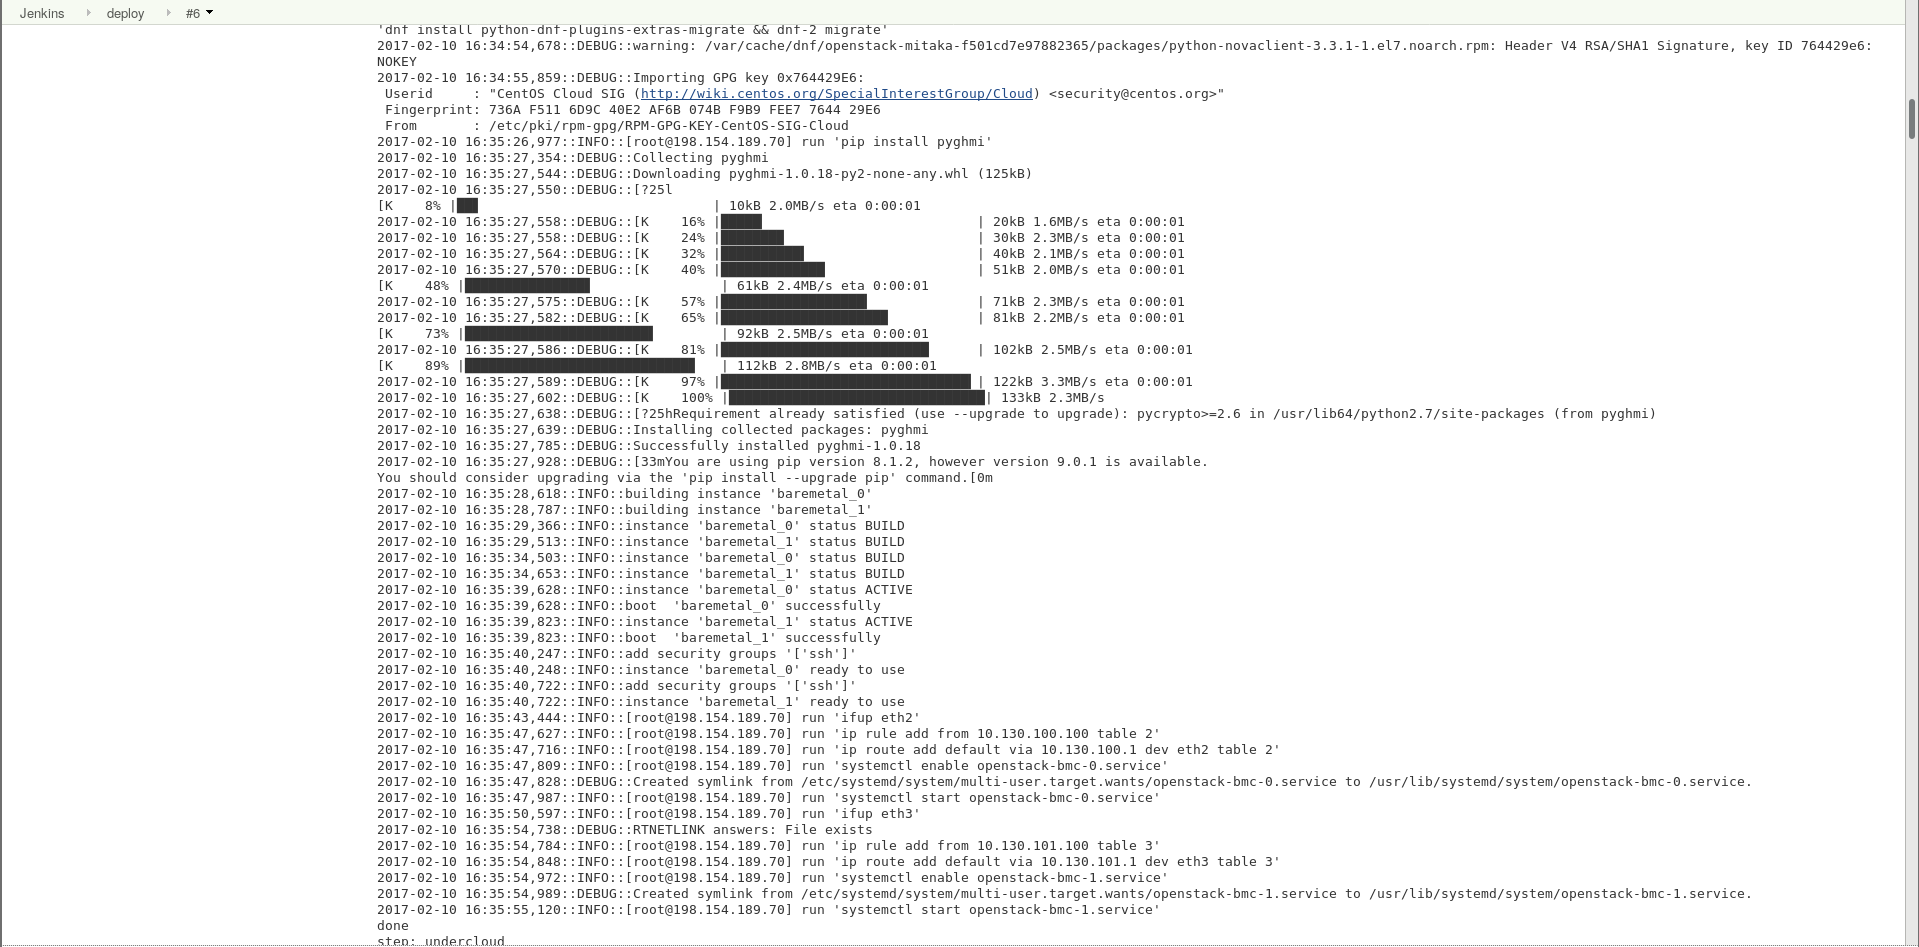 Jenkins deploy #6
'dnf install python-dnf-plugins-extras-migrate && dnf-2 migrate'
2017-02-10 16:34:54,678::DEBUG::warning: /var/cache/dnf/openstack-mitaka-f501cd7e97882365/packages/python-novaclient-3.3.1-1.el7.noarch.rpm: Header V4 RSA/SHA1 Signature, key ID 764429e6:
NOKEY
2017-02-10 16:34:55,859::DEBUG::Importing GPG key 0x764429E6:
Userid     : "CentOS Cloud SIG (http://wiki.centos.org/SpecialInterestGroup/Cloud) <security@centos.org>"
Fingerprint: 736A F511 6D9C 40E2 AF6B 074B F9B9 FEE7 7644 29E6
From       : /etc/pki/rpm-gpg/RPM-GPG-KEY-CentOS-SIG-Cloud
2017-02-10 16:35:26,977::INFO::[root@198.154.189.70] run 'pip install pyghmi'
2017-02-10 16:35:27,354::DEBUG::Collecting pyghmi
2017-02-10 16:35:27,544::DEBUG::Downloading pyghmi-1.0.18-py2-none-any.whl (125kB)
2017-02-10 16:35:27,550::DEBUG::[?25l
[K    8% |███                             | 10kB 2.0MB/s eta 0:00:01
2017-02-10 16:35:27,558::DEBUG::[K    16% |█████                           | 20kB 1.6MB/s eta 0:00:01
2017-02-10 16:35:27,558::DEBUG::[K    24% |████████                        | 30kB 2.3MB/s eta 0:00:01
2017-02-10 16:35:27,564::DEBUG::[K    32% |██████████                      | 40kB 2.1MB/s eta 0:00:01
2017-02-10 16:35:27,570::DEBUG::[K    40% |█████████████                   | 51kB 2.0MB/s eta 0:00:01
[K    48% |████████████████                | 61kB 2.4MB/s eta 0:00:01
2017-02-10 16:35:27,575::DEBUG::[K    57% |██████████████████              | 71kB 2.3MB/s eta 0:00:01
2017-02-10 16:35:27,582::DEBUG::[K    65% |█████████████████████           | 81kB 2.2MB/s eta 0:00:01
[K    73% |████████████████████████        | 92kB 2.5MB/s eta 0:00:01
2017-02-10 16:35:27,586::DEBUG::[K    81% |██████████████████████████      | 102kB 2.5MB/s eta 0:00:01
[K    89% |█████████████████████████████   | 112kB 2.8MB/s eta 0:00:01
2017-02-10 16:35:27,589::DEBUG::[K    97% |███████████████████████████████ | 122kB 3.3MB/s eta 0:00:01
2017-02-10 16:35:27,602::DEBUG::[K    100% |████████████████████████████████| 133kB 2.3MB/s
2017-02-10 16:35:27,638::DEBUG::[?25hRequirement already satisfied (use --upgrade to upgrade): pycrypto>=2.6 in /usr/lib64/python2.7/site-packages (from pyghmi)
2017-02-10 16:35:27,639::DEBUG::Installing collected packages: pyghmi
2017-02-10 16:35:27,785::DEBUG::Successfully installed pyghmi-1.0.18
2017-02-10 16:35:27,928::DEBUG::[33mYou are using pip version 8.1.2, however version 9.0.1 is available.
You should consider upgrading via the 'pip install --upgrade pip' command.[0m
2017-02-10 16:35:28,618::INFO::building instance 'baremetal_0'
2017-02-10 16:35:28,787::INFO::building instance 'baremetal_1'
2017-02-10 16:35:29,366::INFO::instance 'baremetal_0' status BUILD
2017-02-10 16:35:29,513::INFO::instance 'baremetal_1' status BUILD
2017-02-10 16:35:34,503::INFO::instance 'baremetal_0' status BUILD
2017-02-10 16:35:34,653::INFO::instance 'baremetal_1' status BUILD
2017-02-10 16:35:39,628::INFO::instance 'baremetal_0' status ACTIVE
2017-02-10 16:35:39,628::INFO::boot  'baremetal_0' successfully
2017-02-10 16:35:39,823::INFO::instance 'baremetal_1' status ACTIVE
2017-02-10 16:35:39,823::INFO::boot  'baremetal_1' successfully
2017-02-10 16:35:40,247::INFO::add security groups '['ssh']'
2017-02-10 16:35:40,248::INFO::instance 'baremetal_0' ready to use
2017-02-10 16:35:40,722::INFO::add security groups '['ssh']'
2017-02-10 16:35:40,722::INFO::instance 'baremetal_1' ready to use
2017-02-10 16:35:43,444::INFO::[root@198.154.189.70] run 'ifup eth2'
2017-02-10 16:35:47,627::INFO::[root@198.154.189.70] run 'ip rule add from 10.130.100.100 table 2'
2017-02-10 16:35:47,716::INFO::[root@198.154.189.70] run 'ip route add default via 10.130.100.1 dev eth2 table 2'
2017-02-10 16:35:47,809::INFO::[root@198.154.189.70] run 'systemctl enable openstack-bmc-0.service'
2017-02-10 16:35:47,828::DEBUG::Created symlink from /etc/systemd/system/multi-user.target.wants/openstack-bmc-0.service to /usr/lib/systemd/system/openstack-bmc-0.service.
2017-02-10 16:35:47,987::INFO::[root@198.154.189.70] run 'systemctl start openstack-bmc-0.service'
2017-02-10 16:35:50,597::INFO::[root@198.154.189.70] run 'ifup eth3'
2017-02-10 16:35:54,738::DEBUG::RTNETLINK answers: File exists
2017-02-10 16:35:54,784::INFO::[root@198.154.189.70] run 'ip rule add from 10.130.101.100 table 3'
2017-02-10 16:35:54,848::INFO::[root@198.154.189.70] run 'ip route add default via 10.130.101.1 dev eth3 table 3'
2017-02-10 16:35:54,972::INFO::[root@198.154.189.70] run 'systemctl enable openstack-bmc-1.service'
2017-02-10 16:35:54,989::DEBUG::Created symlink from /etc/systemd/system/multi-user.target.wants/openstack-bmc-1.service to /usr/lib/systemd/system/openstack-bmc-1.service.
2017-02-10 16:35:55,120::INFO::[root@198.154.189.70] run 'systemctl start openstack-bmc-1.service'
done
step: undercloud